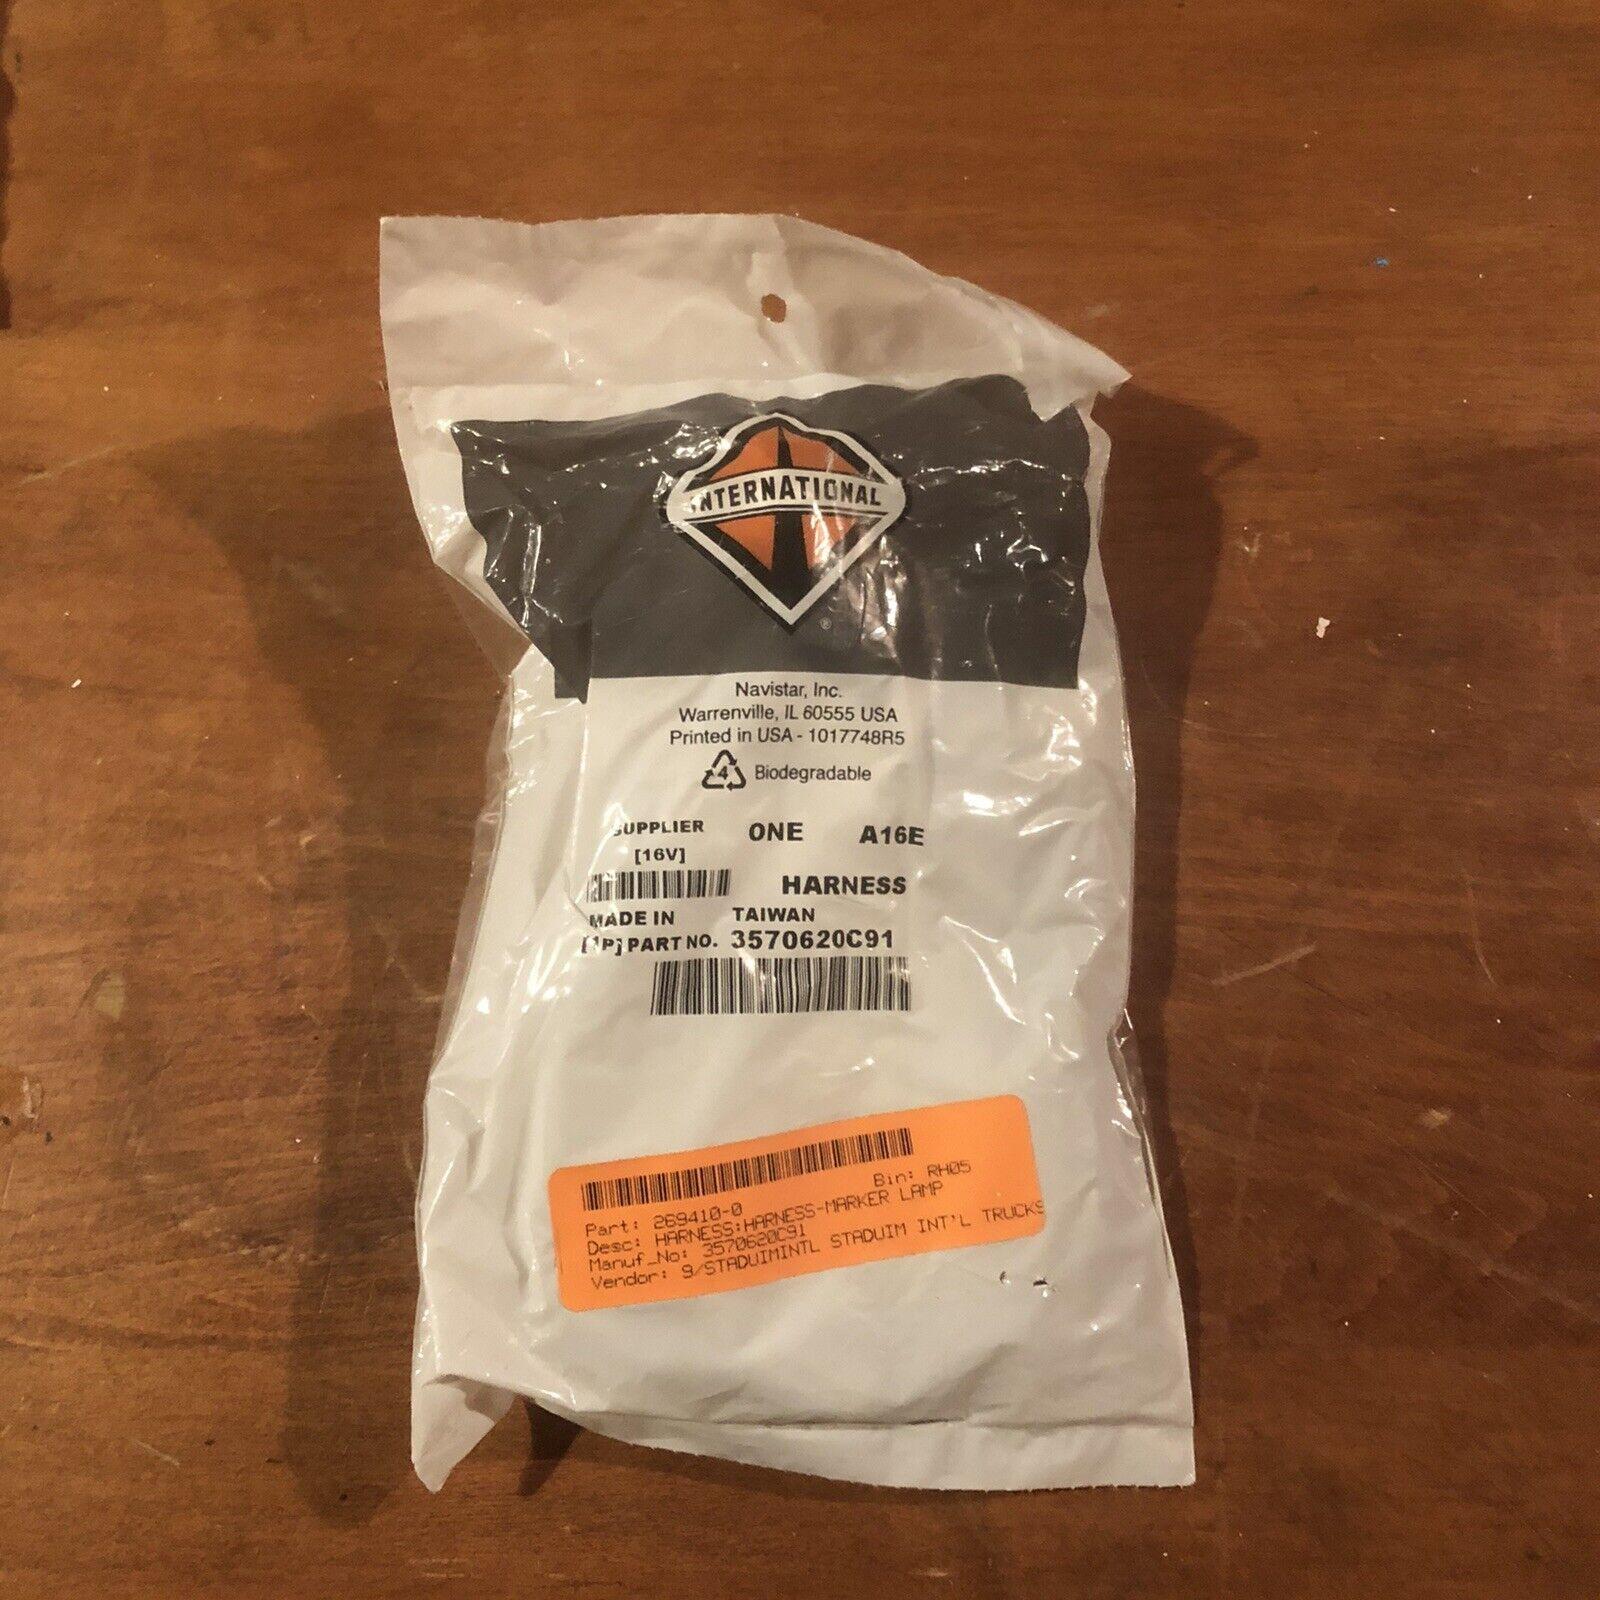 INTERNATIONAL
®
Navistar, Inc.
Warrenville, IL 60555 USA
Printed in USA - 1017748R5
4 Biodegradable
SUPPLIER ONE A16E
[16V]
HARNESS
MADE IN TAIWAN
[1P] PART NO. 3570620C91
Bin: RH05
Part: 269410-0
Desc: HARNESS:HARNESS-MARKER LAMP
Manuf_No: 3570620C91
Vendor: 9/STADUIMINTL STADUIM INT'L TRUCKS